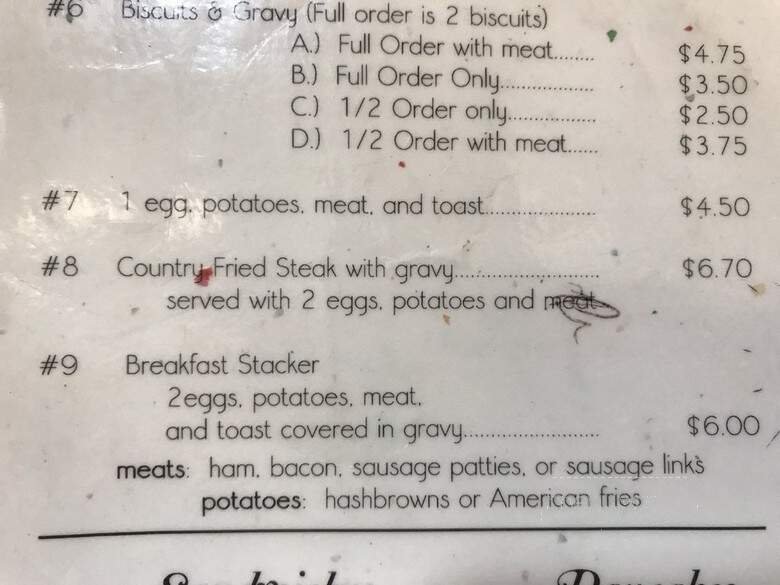 #6 Biscuits & Gravy (Full order is 2 biscuits)
A.) Full Order with meat........ $4.75
B.) Full Order Only.................. $3.50
C.) 1/2 Order only................. $2.50
D.) 1/2 Order with meat...... $3.75
#7 1 egg, potatoes, meat, and toast...................... $4.50
#8 Country Fried Steak with gravy............................ $6.70
served with 2 eggs, potatoes and meat
#9 Breakfast Stacker
2eggs, potatoes, meat,
and toast covered in gravy........................... $6.00
meats: ham, bacon, sausage patties, or sausage links
potatoes: hashbrowns or American fries